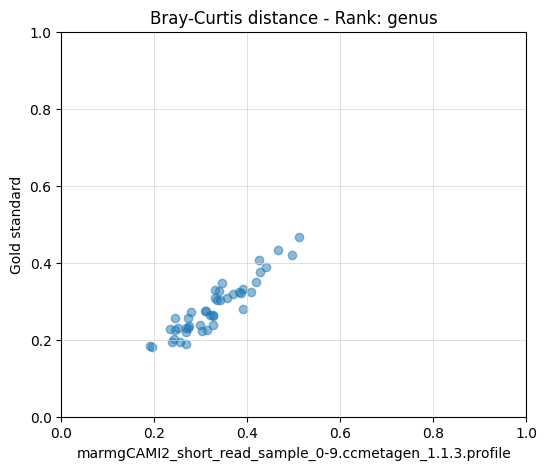 Bray-Curtis distance - Rank: genus
1.0
0.8
0.6
0.4
0.2
0.0
Gold standard
0.0 0.2 0.4 0.6 0.8 1.0
marmgCAMI2_short_read_sample_0-9.ccmetagen_1.1.3.profile